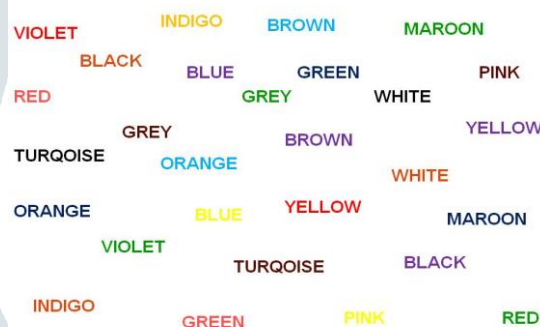 VIOLET INDIGO BROWN MAROON
BLACK BLUE GREEN PINK
RED GREY WHITE
GREY BROWN YELLOW
TURQOISE ORANGE WHITE
ORANGE BLUE YELLOW MAROON
VIOLET TURQOISE BLACK
INDIGO GREEN PINK RED